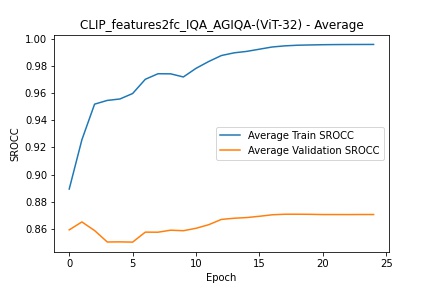 CLIP_features2fc_IQA_AGIQA-(ViT-32) - Average
1.00
0.98
0.96
0.94
0.92
0.90
0.88
0.86
SROCC
Average Train SROCC
Average Validation SROCC
0 5 10 15 20 25
Epoch